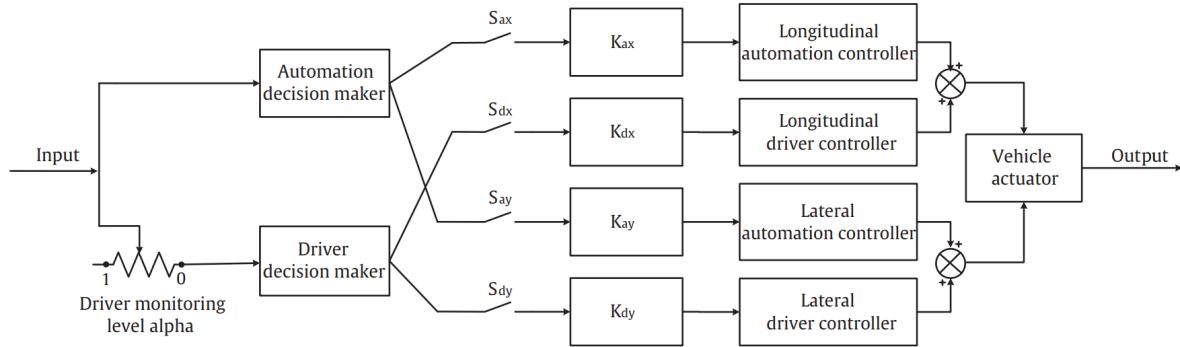 Input
1
0
Driver monitoring
level alpha
Automation
decision maker
Driver
decision maker
Sax
Sdx
Say
Sdy
Kax
Kdx
Kay
Kdy
Longitudinal
automation controller
Longitudinal
driver controller
Lateral
automation controller
Lateral
driver controller
+
+
+
+
Vehicle
actuator
Output